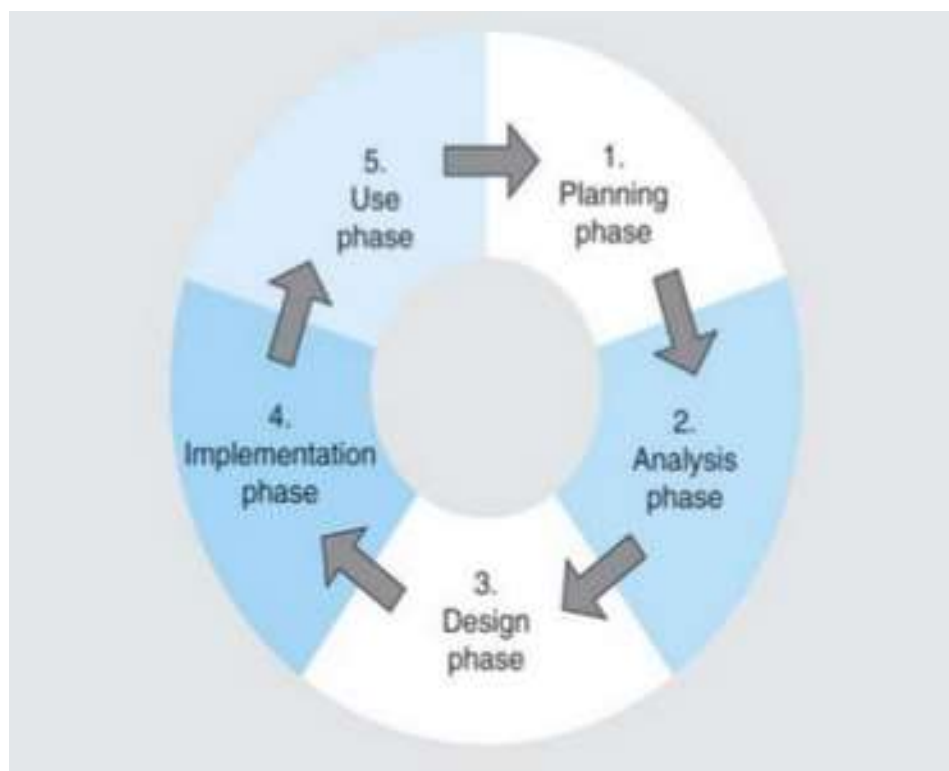 1.
Planning
phase
2.
Analysis
phase
3.
Design
phase
4.
Implementation
phase
5.
Use
phase